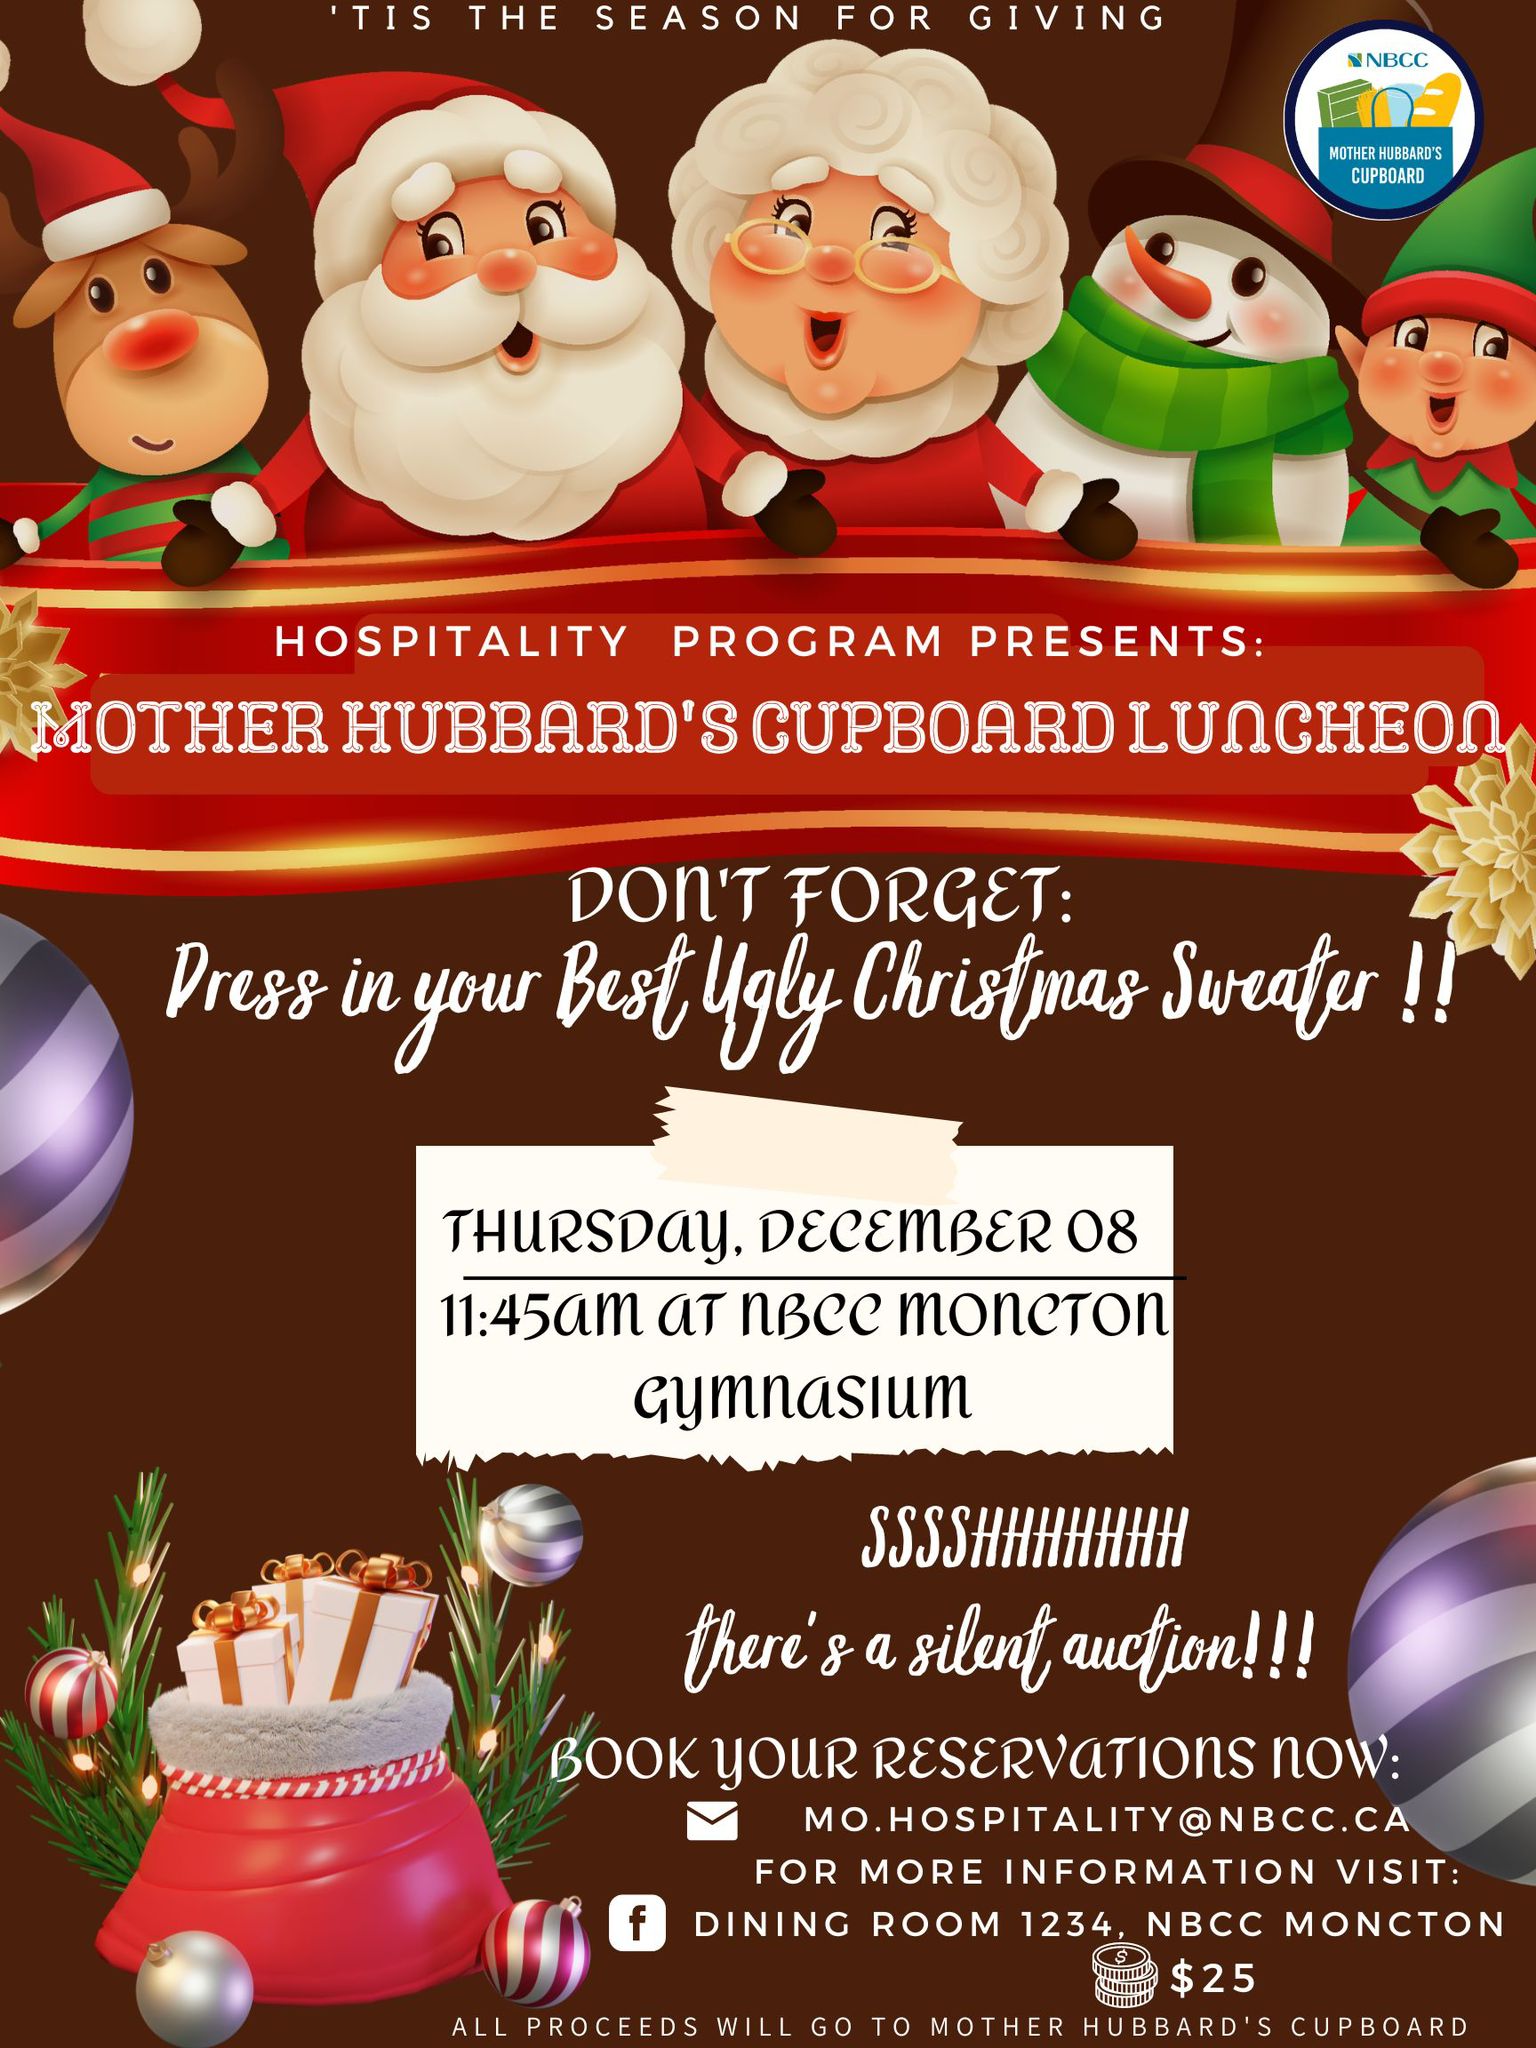 'TIS THE SEASON FOR GIVING
NBCC
MOTHER HUBBARD'S
CUPBOARD
HOSPITALITY PROGRAM PRESENTS:
MOTHER HUBBARD'S CUPBOARD LUNCHEON
DON'T FORGET:
Dress in your Best Ugly Christmas Sweater !!
THURSDAY, DECEMBER 08
11:45AM AT NBCC MONCTON
GYMNASIUM
SSSSHHHHHHH
there's a silent auction!!!
BOOK YOUR RESERVATIONS NOW:
MO.HOSPITALITY@NBCC.CA
FOR MORE INFORMATION VISIT:
f DINING ROOM 1234, NBCC MONCTON
$25
ALL PROCEEDS WILL GO TO MOTHER HUBBARD'S CUPBOARD